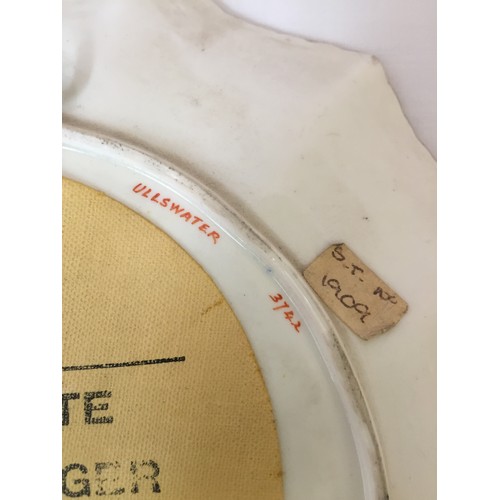 ULLSWATER
3742
S.T. No
1909
TE
GER